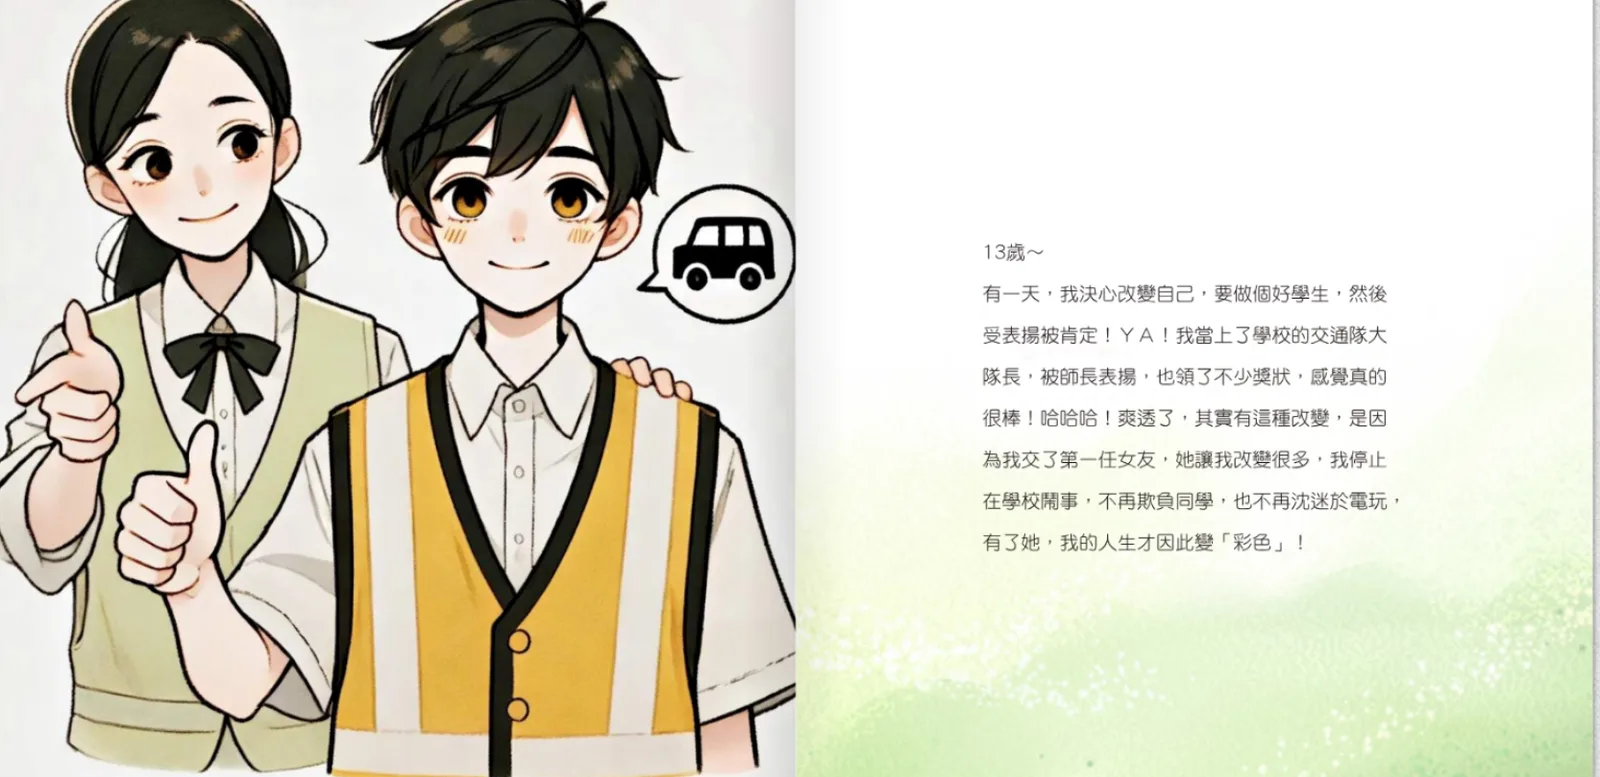 13歲～
有一天，我決心改變自己，要做個好學生，然後
受表揚被肯定！ＹＡ！我當上了學校的交通隊大
隊長，被師長表揚，也領了不少獎狀，感覺真的
很棒！哈哈哈！爽透了，其實有這種改變，是因
為我交了第一任女友，她讓我改變很多，我停止
在學校鬧事，不再欺負同學，也不再沈迷於電玩，
有了她，我的人生才因此變「彩色」！